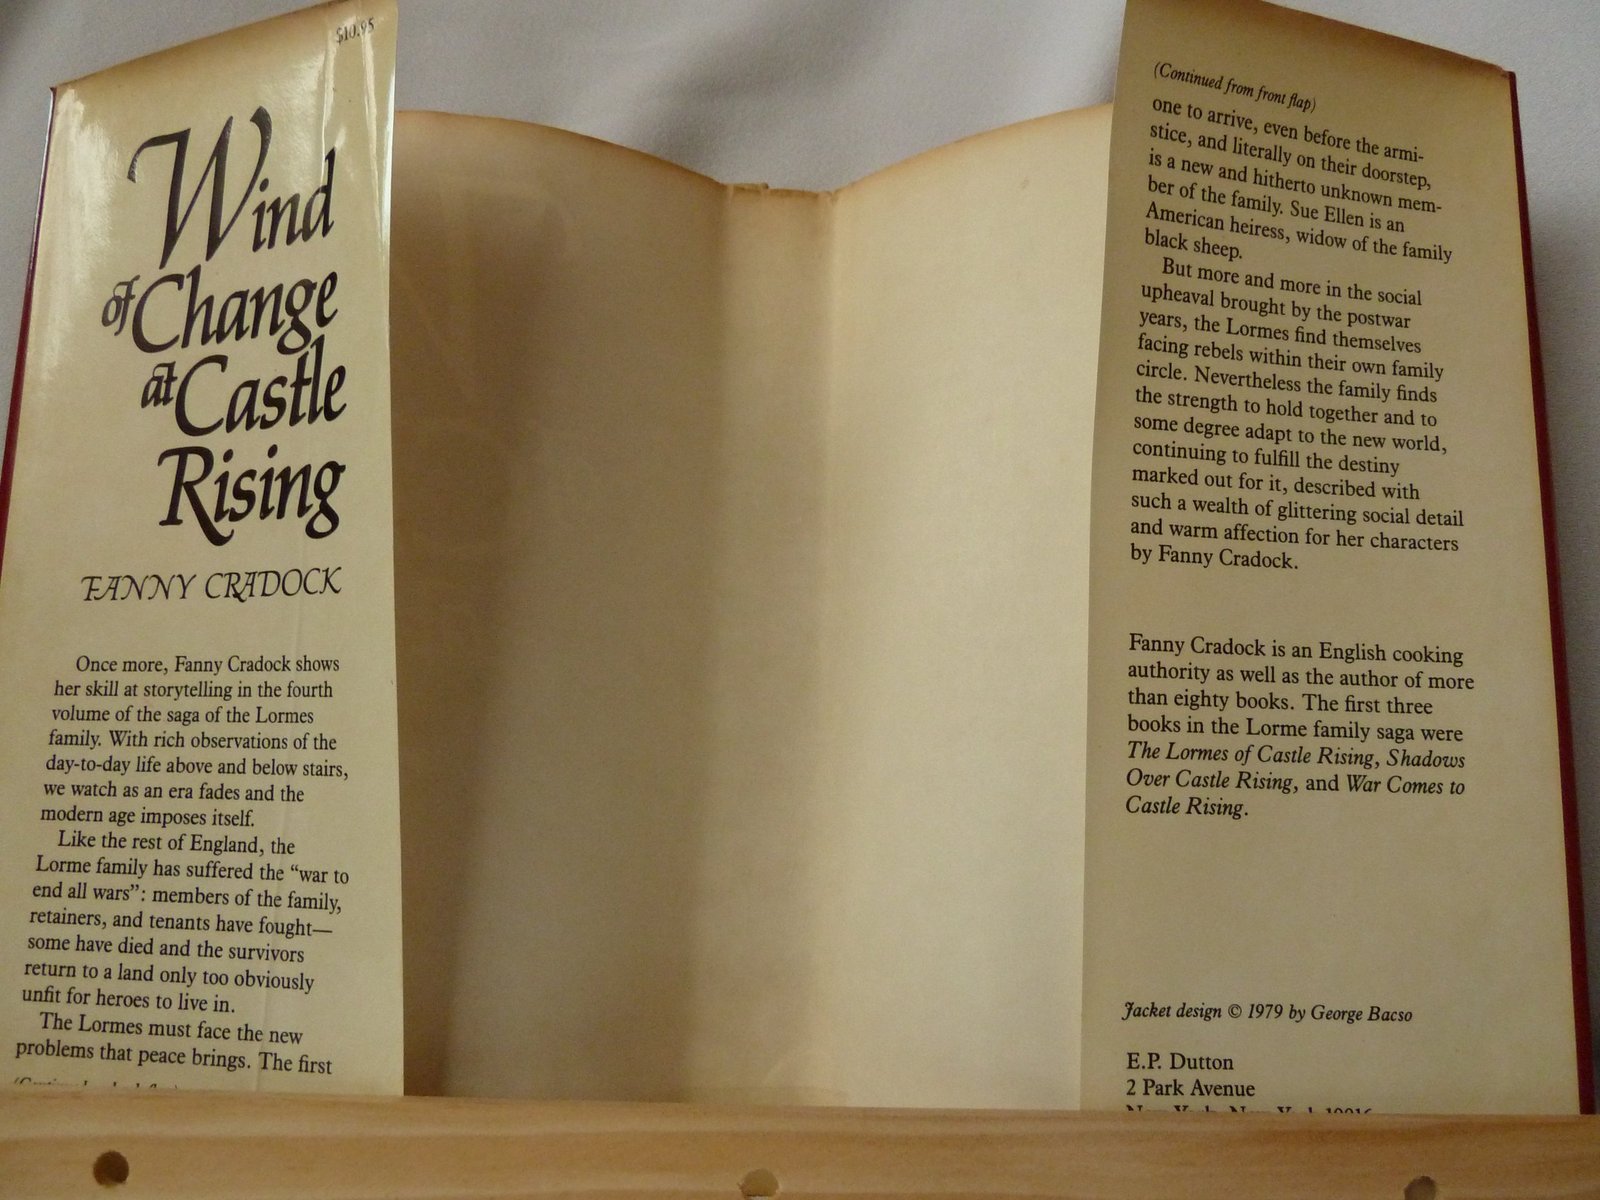 $10.95
Wind
of Change
at Castle
Rising
FANNY CRADOCK
Once more, Fanny Cradock shows
her skill at storytelling in the fourth
volume of the saga of the Lormes
family. With rich observations of the
day-to-day life above and below stairs,
we watch as an era fades and the
modern age imposes itself.
Like the rest of England, the
Lorme family has suffered the “war to
end all wars”: members of the family,
retainers, and tenants have fought—
some have died and the survivors
return to a land only too obviously
unfit for heroes to live in.
The Lormes must face the new
problems that peace brings. The first
(Continued from front flap)
one to arrive, even before the armi-
stice, and literally on their doorstep,
is a new and hitherto unknown mem-
ber of the family. Sue Ellen is an
American heiress, widow of the family
black sheep.
But more and more in the social
upheaval brought by the postwar
years, the Lormes find themselves
facing rebels within their own family
circle. Nevertheless the family finds
the strength to hold together and to
some degree adapt to the new world,
continuing to fulfill the destiny
marked out for it, described with
such a wealth of glittering social detail
and warm affection for her characters
by Fanny Cradock.
Fanny Cradock is an English cooking
authority as well as the author of more
than eighty books. The first three
books in the Lorme family saga were
The Lormes of Castle Rising, Shadows
Over Castle Rising, and War Comes to
Castle Rising.
Jacket design © 1979 by George Bacso
E.P. Dutton
2 Park Avenue